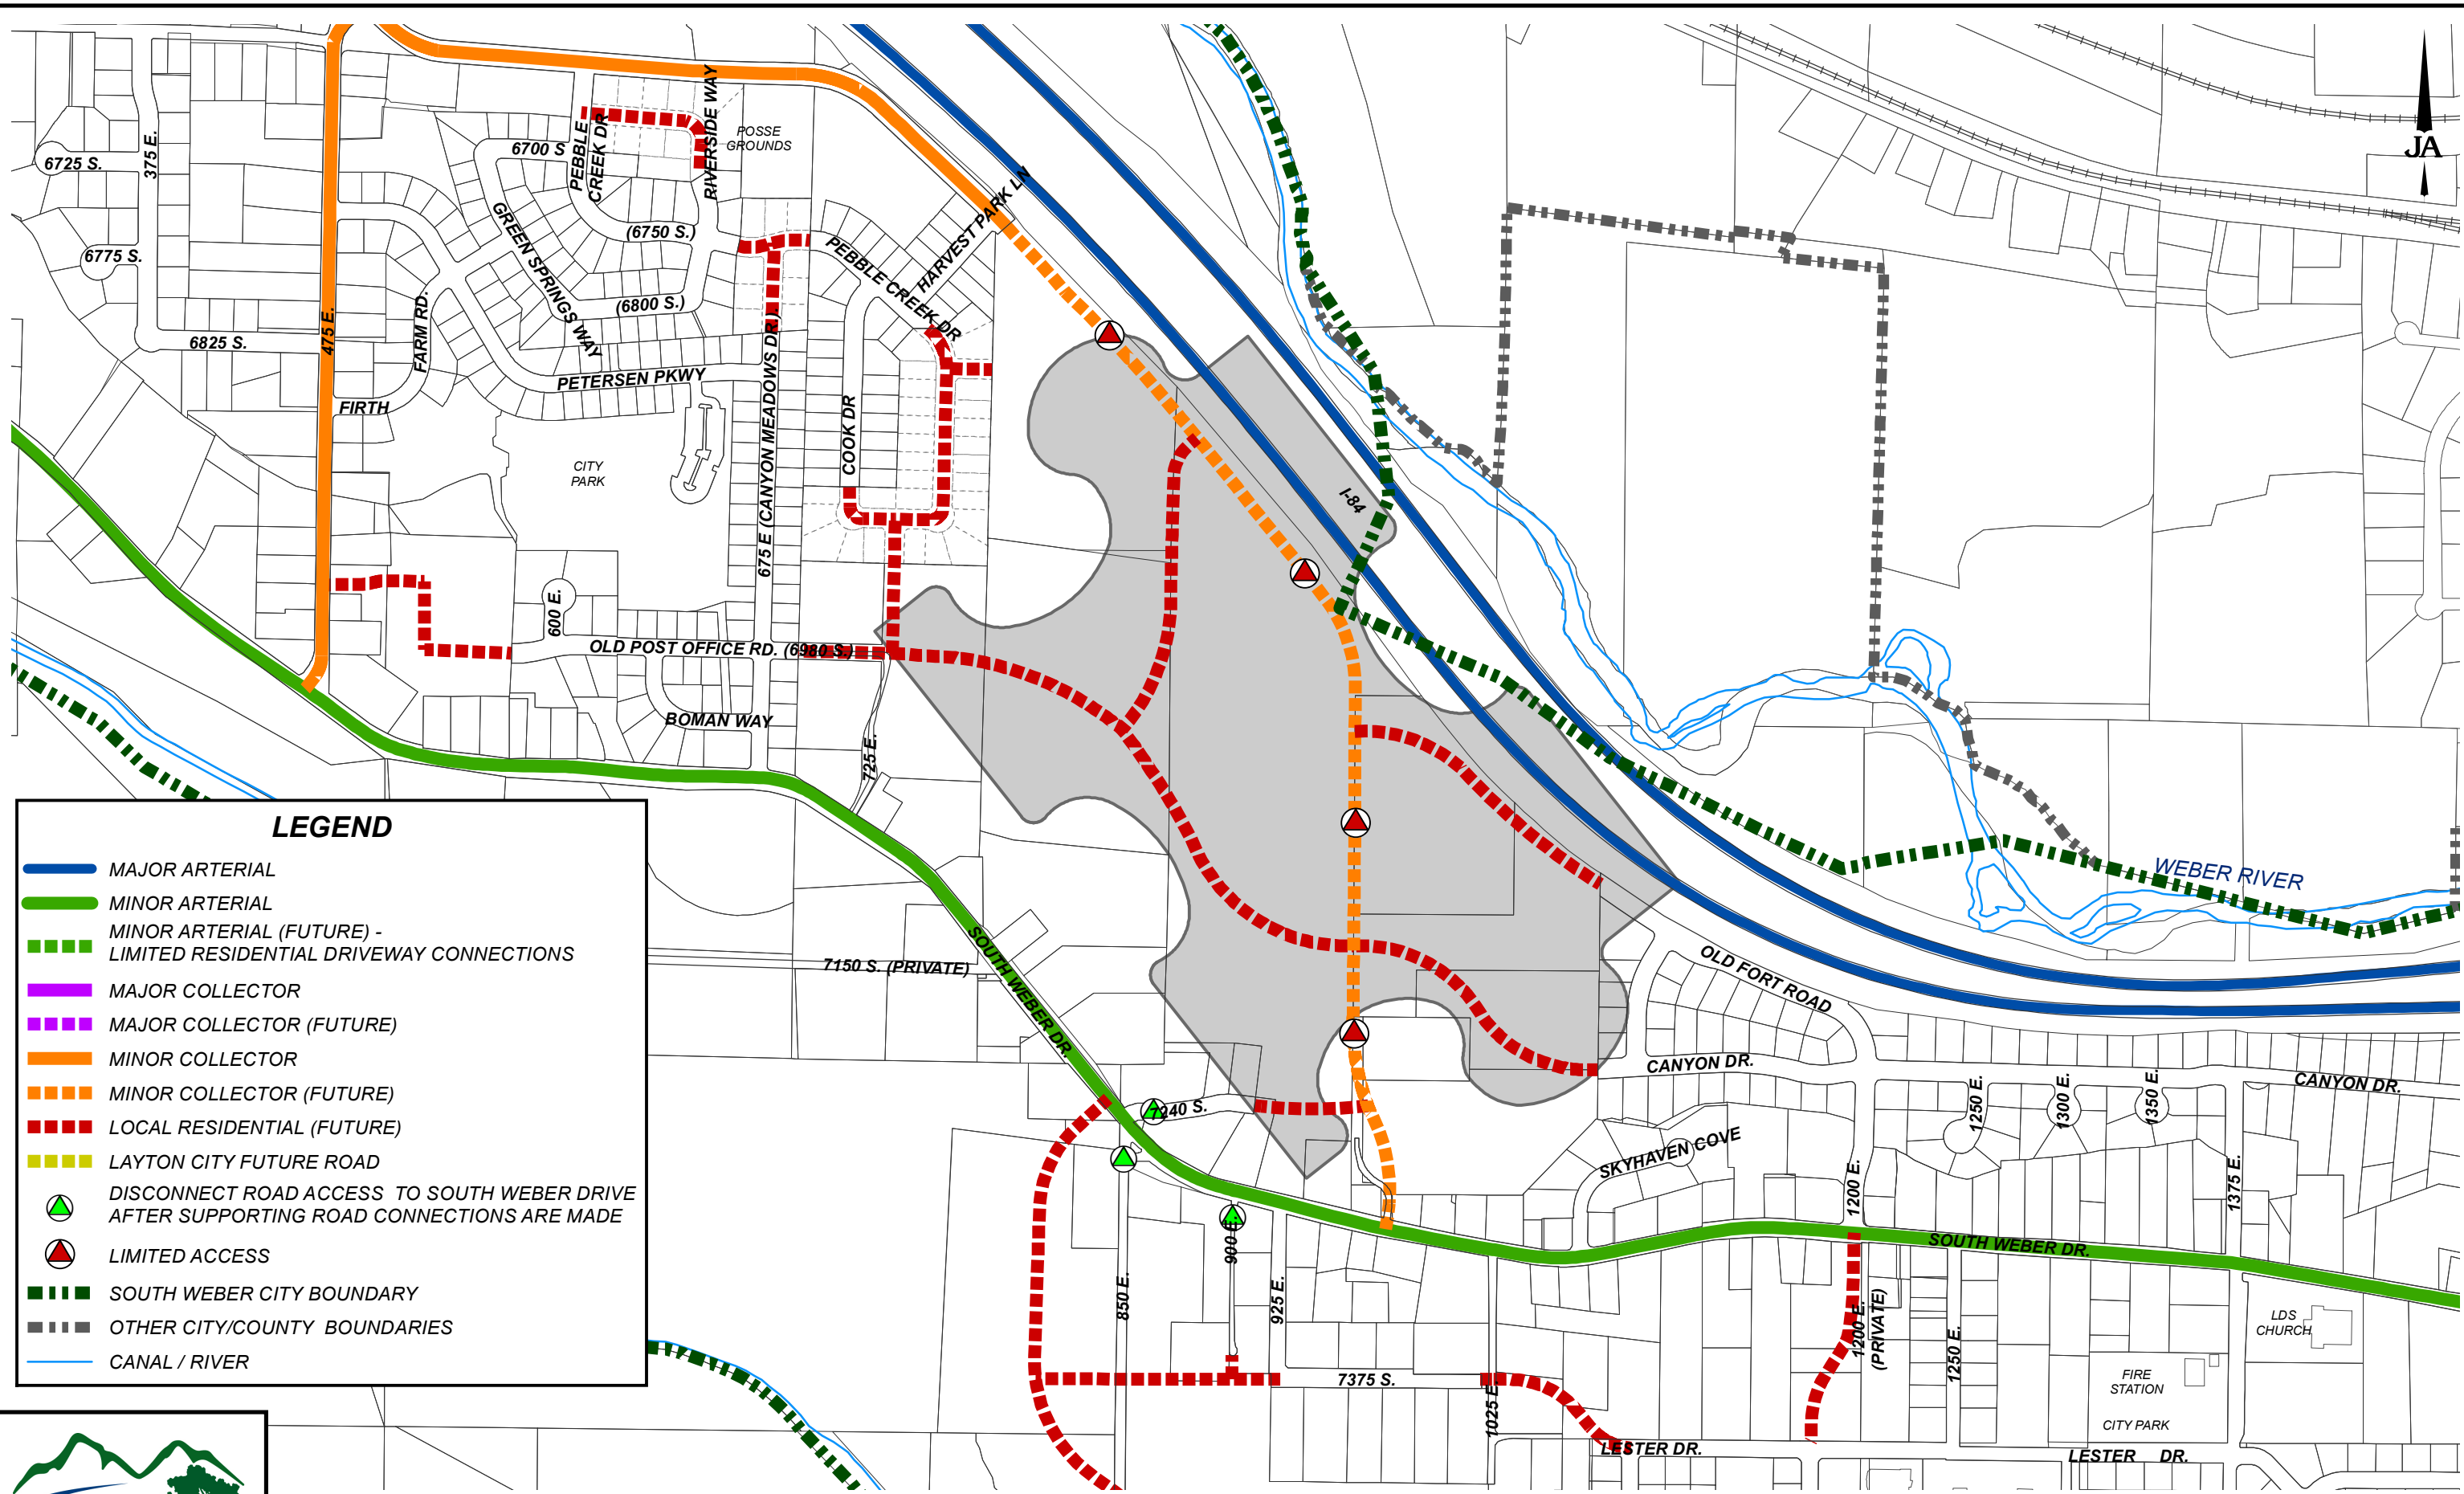 JA
RIVERSIDE WAY
POSSE
GROUNDS
375 E.
6725 S.
6700 S
PEBBLE
CREEK DR
HARVEST PARK LN
(6750 S.)
GREEN SPRINGS WAY
6775 S.
PEBBLE CREEK DR
(6800 S.)
475 E.
FARM RD.
6825 S.
675 E (CANYON MEADOWS DR)
PETERSEN PKWY
FIRTH
COOK DR
CITY
PARK
I-84
600 E.
OLD POST OFFICE RD. (6980 S.)
BOMAN WAY
725 E.
WEBER RIVER
SOUTH WEBER DR.
7150 S. (PRIVATE)
OLD FORT ROAD
CANYON DR.
CANYON DR.
7240 S.
1250 E.
1300 E.
1350 E.
SKYHAVEN COVE
1200 E.
1375 E.
900 E.
SOUTH WEBER DR.
850 E.
925 E.
1200 E.
(PRIVATE)
1250 E.
LDS
CHURCH
7375 S.
1025 E.
FIRE
STATION
CITY PARK
LESTER DR.
LESTER DR.
LEGEND
MAJOR ARTERIAL
MINOR ARTERIAL
MINOR ARTERIAL (FUTURE) -
LIMITED RESIDENTIAL DRIVEWAY CONNECTIONS
MAJOR COLLECTOR
MAJOR COLLECTOR (FUTURE)
MINOR COLLECTOR
MINOR COLLECTOR (FUTURE)
LOCAL RESIDENTIAL (FUTURE)
LAYTON CITY FUTURE ROAD
DISCONNECT ROAD ACCESS TO SOUTH WEBER DRIVE
AFTER SUPPORTING ROAD CONNECTIONS ARE MADE
LIMITED ACCESS
SOUTH WEBER CITY BOUNDARY
OTHER CITY/COUNTY BOUNDARIES
CANAL / RIVER